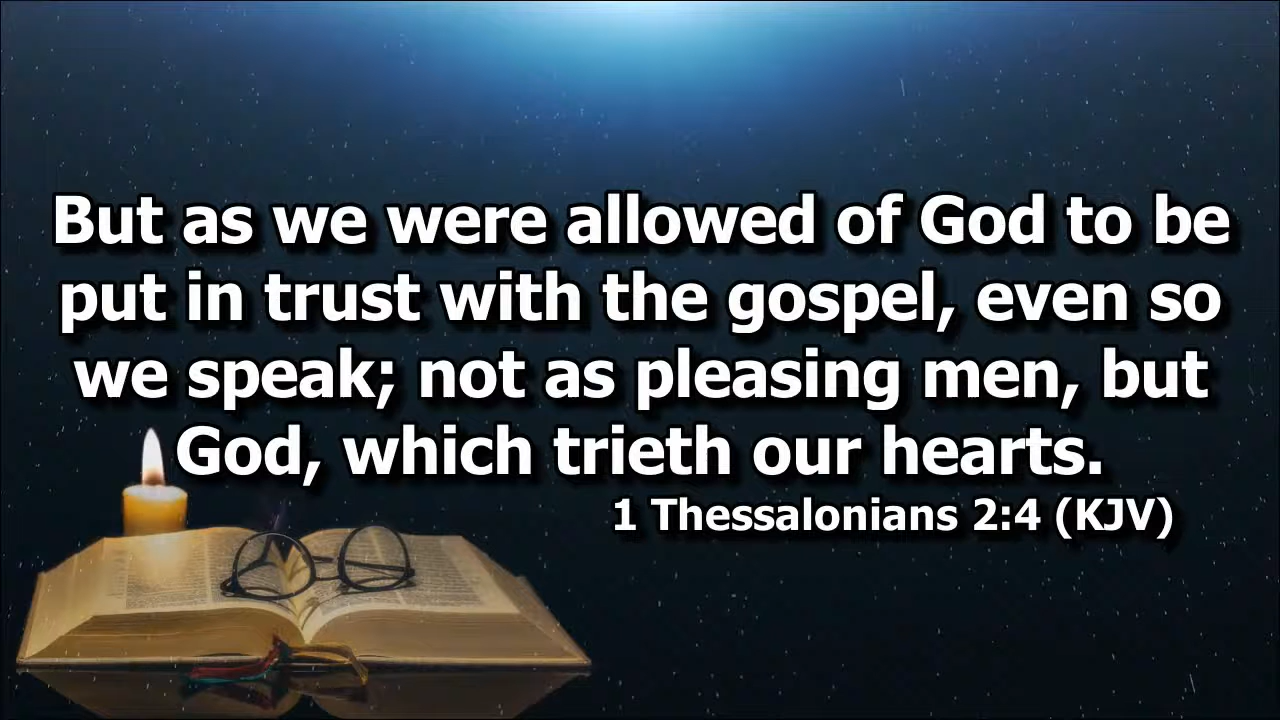 But as we were allowed of God to be
put in trust with the gospel, even so
we speak; not as pleasing men, but
God, which trieth our hearts.
1 Thessalonians 2:4 (KJV)